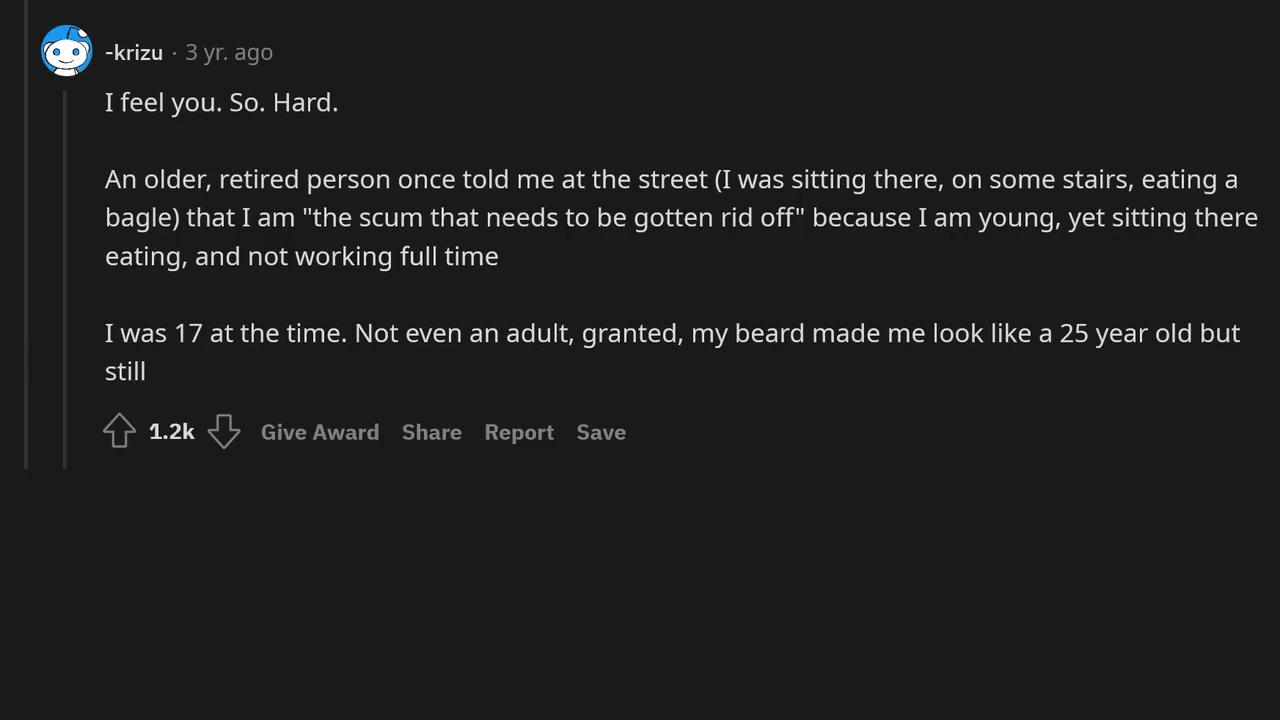 -krizu · 3 yr. ago
I feel you. So. Hard.
An older, retired person once told me at the street (I was sitting there, on some stairs, eating a
bagle) that I am "the scum that needs to be gotten rid off" because I am young, yet sitting there
eating, and not working full time
I was 17 at the time. Not even an adult, granted, my beard made me look like a 25 year old but
still
1.2k Give Award Share Report Save